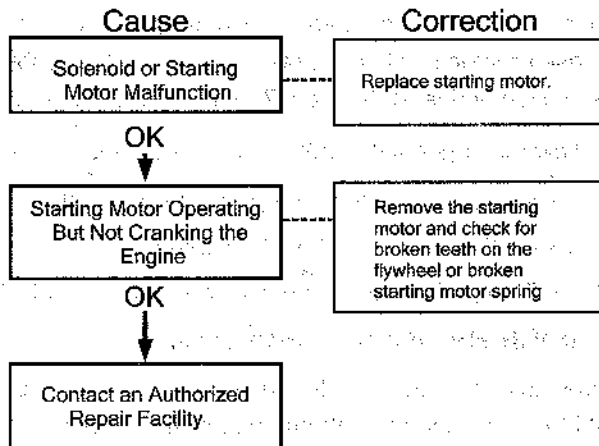 Cause
Correction
Solenoid or Starting
Motor Malfunction
Replace starting motor.
OK
Starting Motor Operating
But Not Cranking the
Engine
Remove the starting
motor and check for
broken teeth on the
flywheel or broken
starting motor spring
OK
Contact an Authorized
Repair Facility